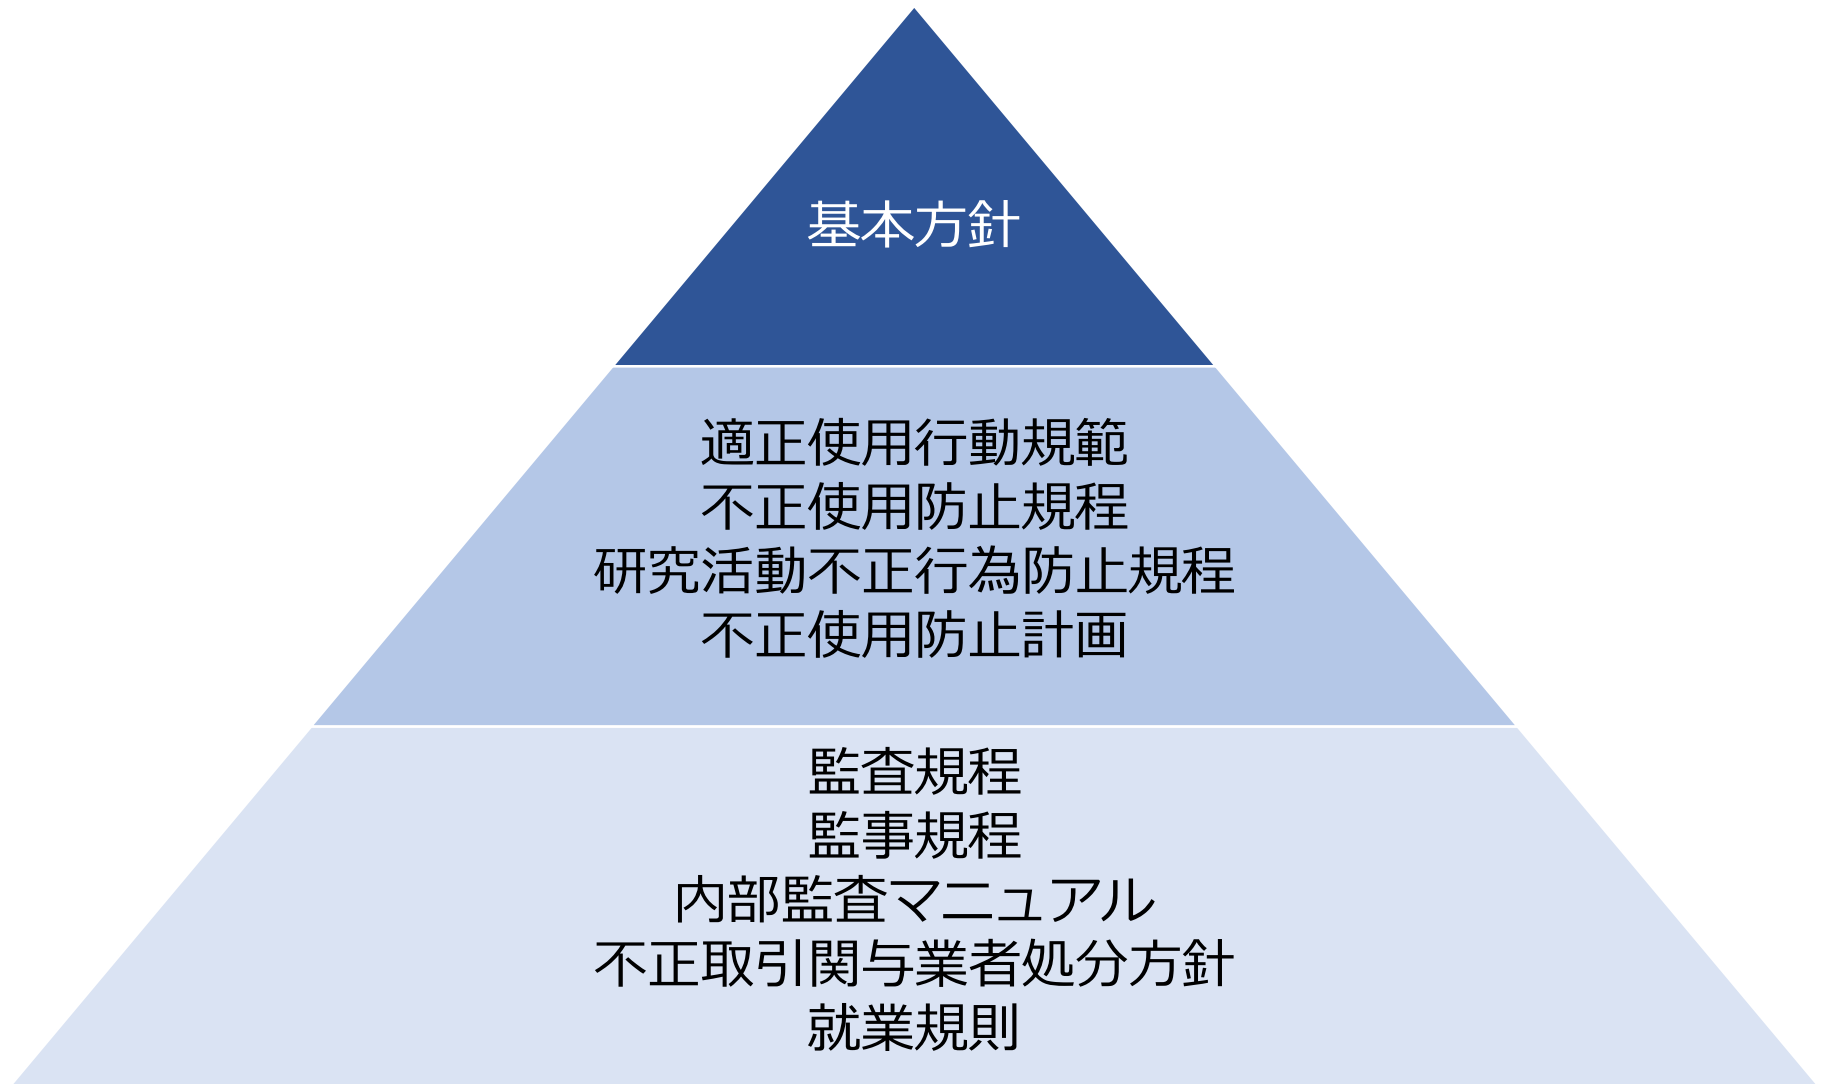 基本方針
適正使用行動規範
不正使用防止規程
研究活動不正行為防止規程
不正使用防止計画
監査規程
監事規程
内部監査マニュアル
不正取引関与業者処分方針
就業規則